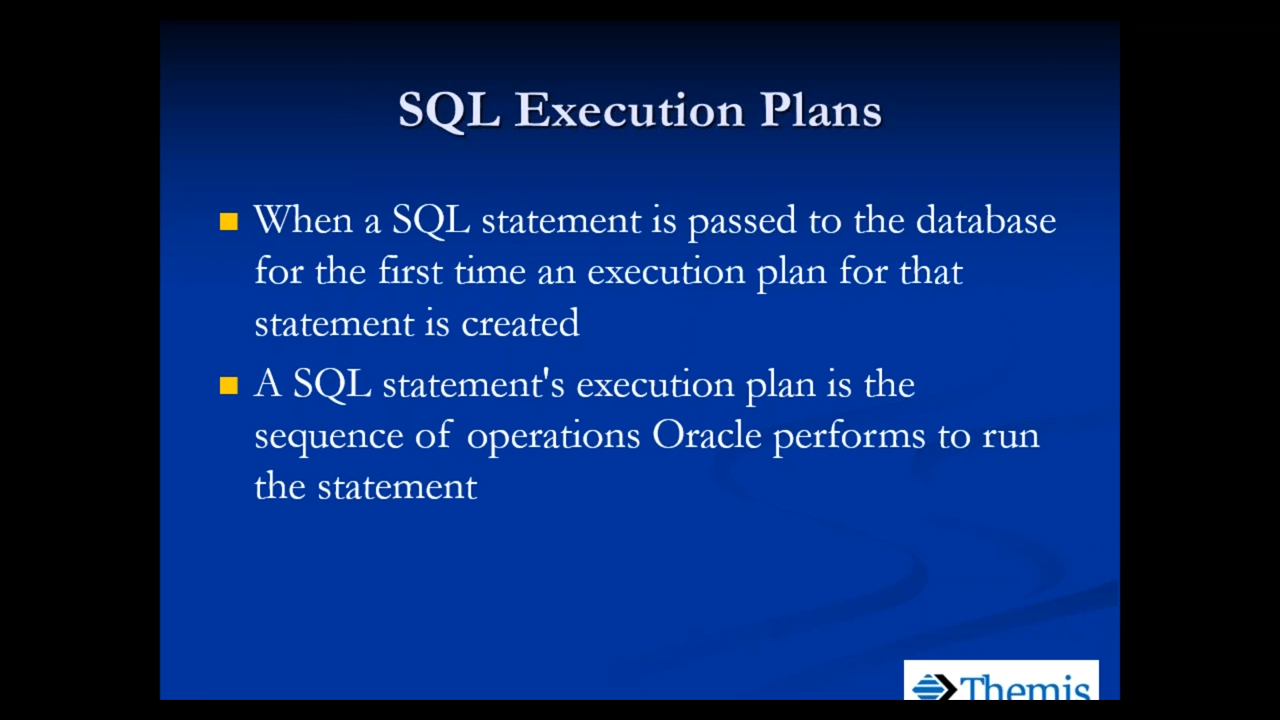 SQL Execution Plans
When a SQL statement is passed to the database
for the first time an execution plan for that
statement is created
A SQL statement's execution plan is the
sequence of operations Oracle performs to run
the statement
Themis